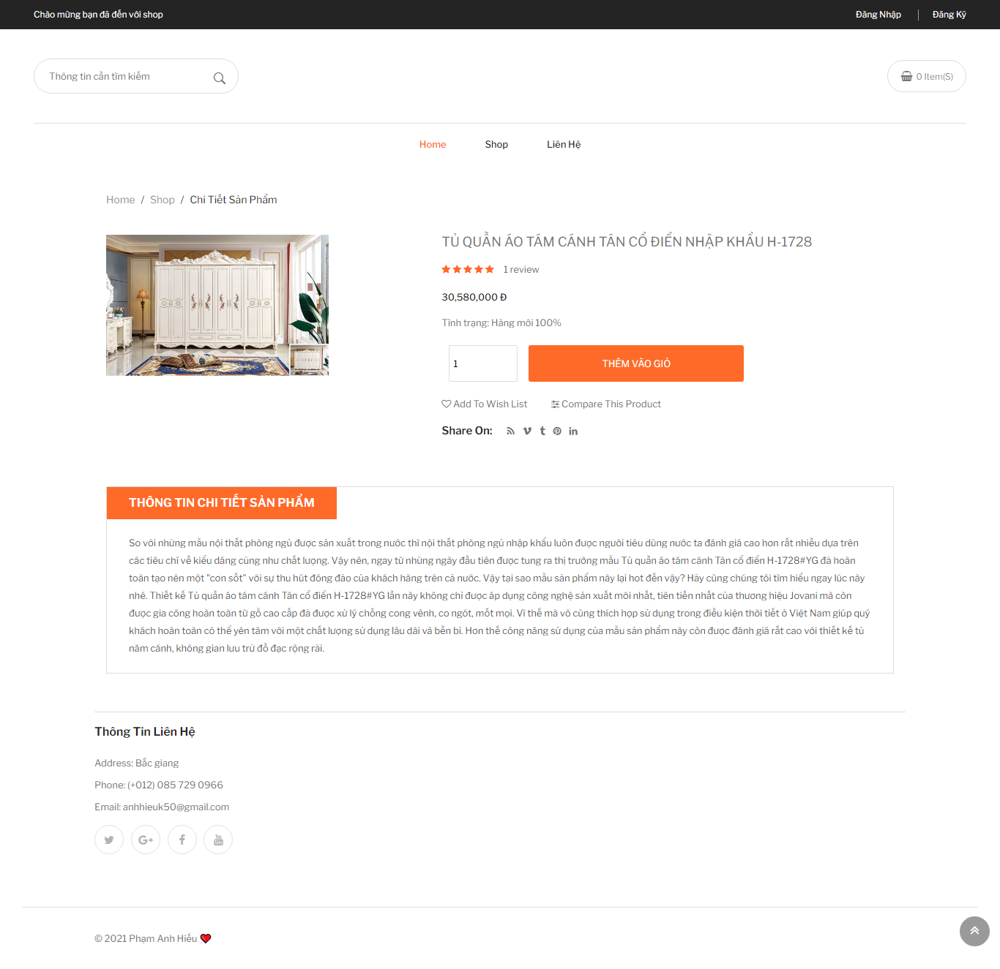 Chào mừng bạn đã đến với shop
Đăng Nhập
Đăng Ký
Thông tin cần tìm kiếm
0 Item(S)
Home
Shop
Liên Hệ
Home / Shop / Chi Tiết Sản Phẩm
TỦ QUẦN ÁO TÁM CÁNH TÂN CỔ ĐIỂN NHẬP KHẨU H-1728
1 review
30,580,000 Đ
Tình trạng: Hàng mới 100%
1
THÊM VÀO GIỎ
Add To Wish List
Compare This Product
Share On:
THÔNG TIN CHI TIẾT SẢN PHẨM
So với những mẫu nội thất phòng ngủ được sản xuất trong nước thì nội thất phòng ngủ nhập khẩu luôn được người tiêu dùng nước ta đánh giá cao hơn rất nhiều dựa trên
các tiêu chí về kiểu dáng cũng như chất lượng. Vậy nên, ngay từ những ngày đầu tiên được tung ra thị trường mẫu Tủ quần áo tám cánh Tân cổ điển H-1728#YG đã hoàn
toàn tạo nên một "cơn sốt" với sự thu hút đông đảo của khách hàng trên cả nước. Vậy tại sao mẫu sản phẩm này lại hot đến vậy? Hãy cùng chúng tôi tìm hiểu ngay lúc này
nhé. Thiết kế Tủ quần áo tám cánh Tân cổ điển H-1728#YG lần này không chỉ được áp dụng công nghệ sản xuất mới nhất, tiên tiến nhất của thương hiệu Jovani mà còn
được gia công hoàn toàn từ gỗ cao cấp đã được xử lý chống cong vênh, co ngót, mốt mọi. Vì thế mà vô cùng thích hợp sử dụng trong điều kiện thời tiết ở Việt Nam giúp quý
khách hoàn toàn có thể yên tâm với một chất lượng sử dụng lâu dài và bền bỉ. Hơn thế công năng sử dụng của mẫu sản phẩm này còn được đánh giá rất cao với thiết kế tủ
năm cánh, không gian lưu trữ đồ đạc rộng rãi.
Thông Tin Liên Hệ
Address: Bắc giang
Phone: (+012) 085 729 0966
Email: anhhieuk50@gmail.com
© 2021 Phạm Anh Hiếu